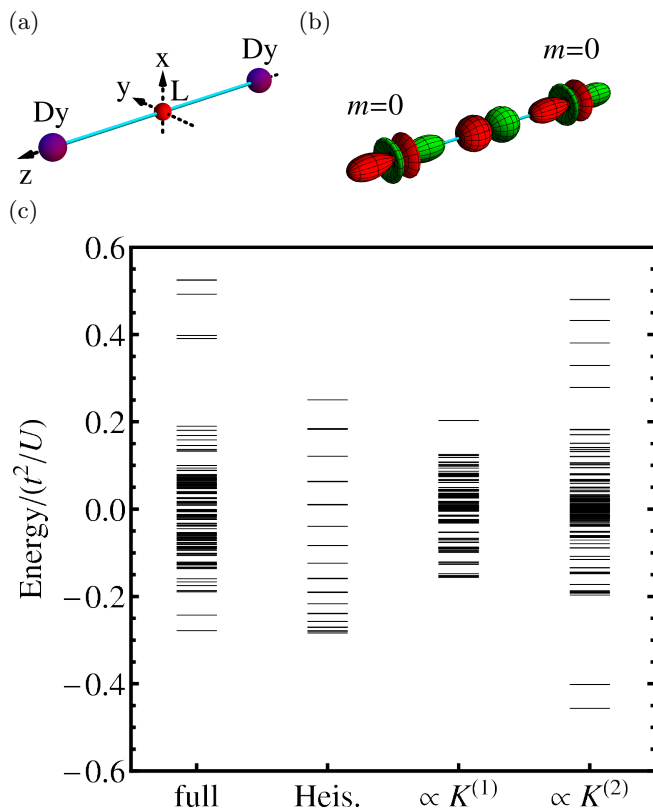 (a)
Dy
x
y
L
Dy
z
(b)
m=0
m=0
(c)
Energy/(t²/U)
0.6
0.4
0.2
0.0
−0.2
−0.4
−0.6
full Heis. ∝ K⁽¹⁾ ∝ K⁽²⁾